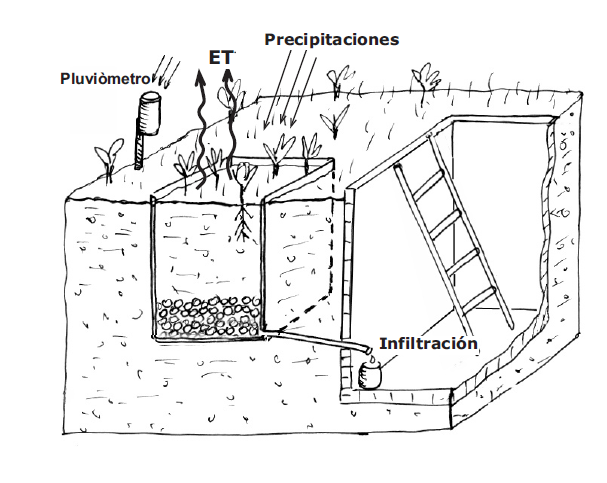 Precipitaciones
ET
Pluviòmetro
Infiltración